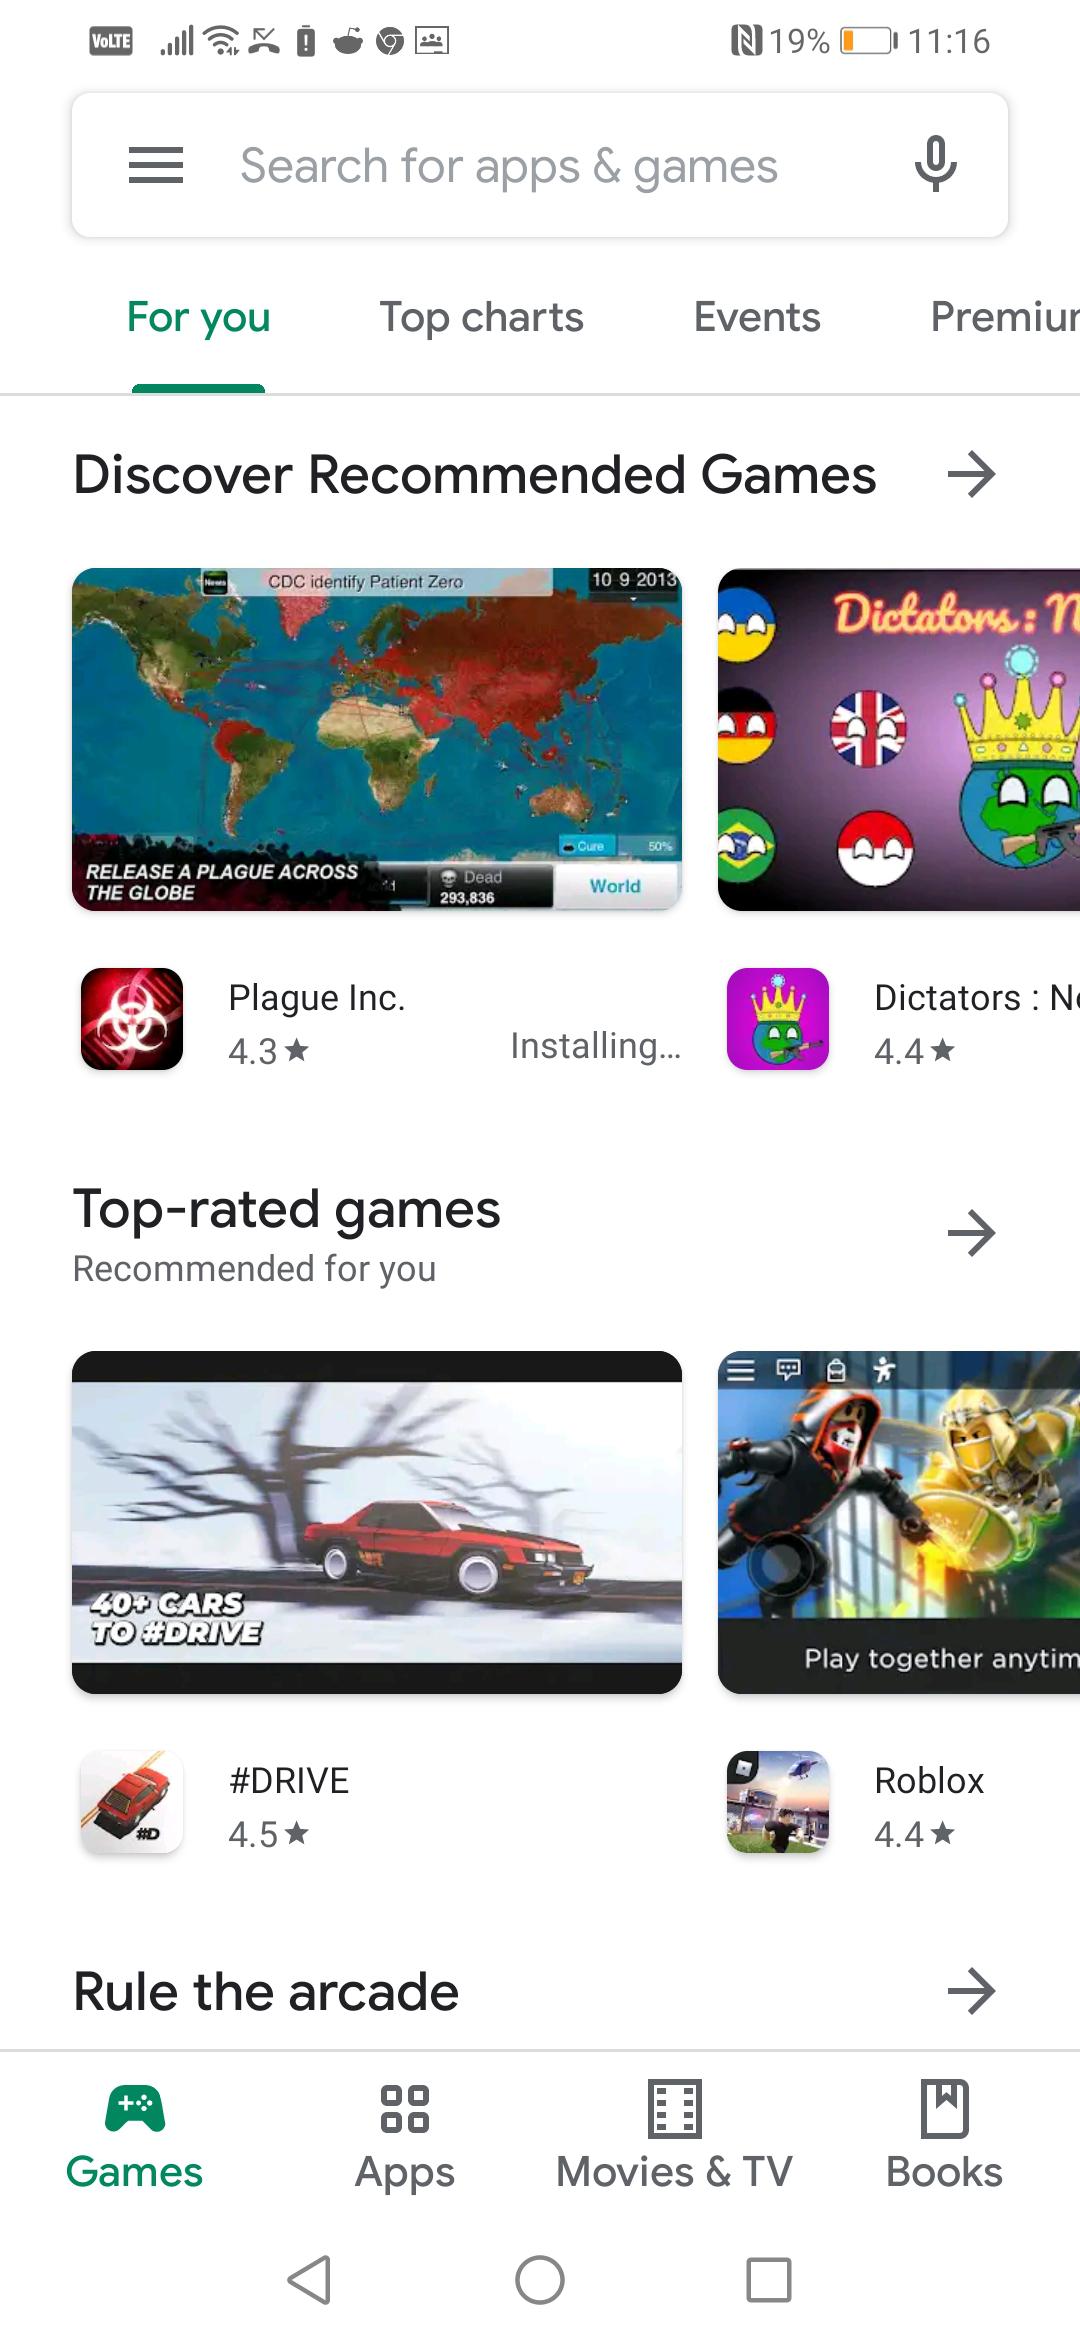 VoLTE 19% 11:16
Search for apps & games
For you Top charts Events Premiur
Discover Recommended Games
News CDC identify Patient Zero 10 9 2013
Cure 50%
RELEASE A PLAGUE ACROSS
THE GLOBE
Dead
293,836
World
Dictators : N
Plague Inc.
4.3★
Installing...
Dictators : Ne
4.4★
Top-rated games
Recommended for you
40+ CARS
TO #DRIVE
Play together anytim
#D
#DRIVE
4.5★
Roblox
4.4★
Rule the arcade
Games Apps Movies & TV Books